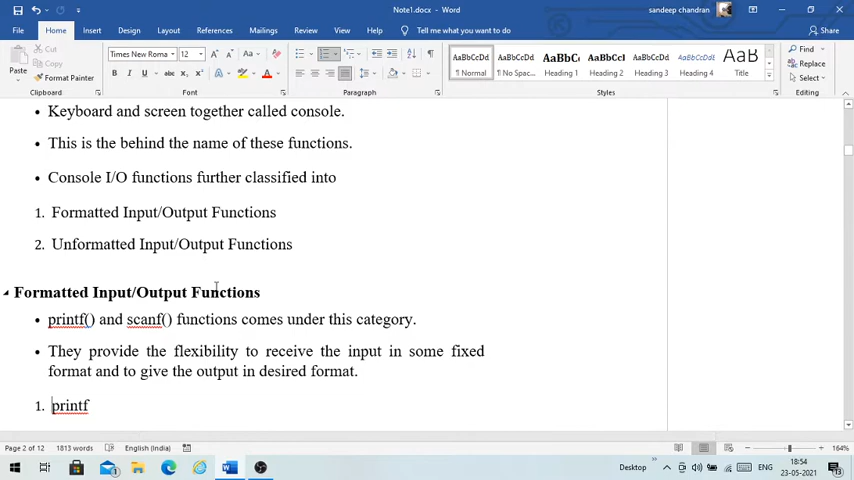 Note1.docx - Word
sandeep chandran
File Home Insert Draw Design Layout References Mailings Review View Help Tell me what you want to do Share
Paste
Cut
Copy
Format Painter
Clipboard
Times New Roma 12
Font
Paragraph
AaBbCcDd AaBbCcDd AaBbC AaBbCc AaBbCcD AaBbCcD AaB
¶ Normal ¶ No Spac... Heading 1 Heading 2 Heading 3 Heading 4 Title
Styles
Find
Replace
Select
Editing
• Keyboard and screen together called console.
• This is the behind the name of these functions.
• Console I/O functions further classified into
1. Formatted Input/Output Functions
2. Unformatted Input/Output Functions
Formatted Input/Output Functions
• printf() and scanf() functions comes under this category.
• They provide the flexibility to receive the input in some fixed
format and to give the output in desired format.
1. printf
Page 2 of 12 1813 words English (India) 164%
Desktop ENG 18:54
23-05-2021